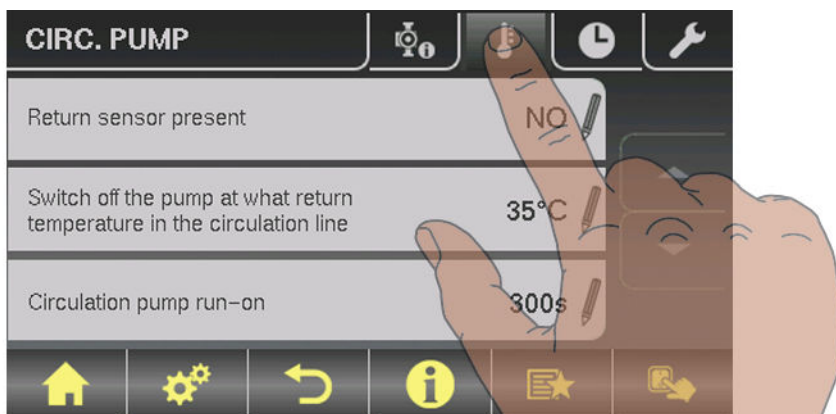 CIRC. PUMP
Return sensor present
NO
Switch off the pump at what return
temperature in the circulation line
35°C
Circulation pump run-on
300s